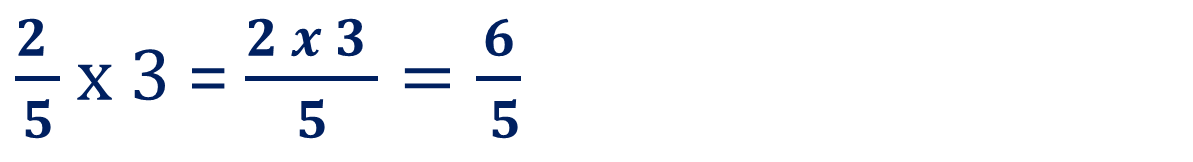 2/5 x 3 = 2 x 3/5 = 6/5